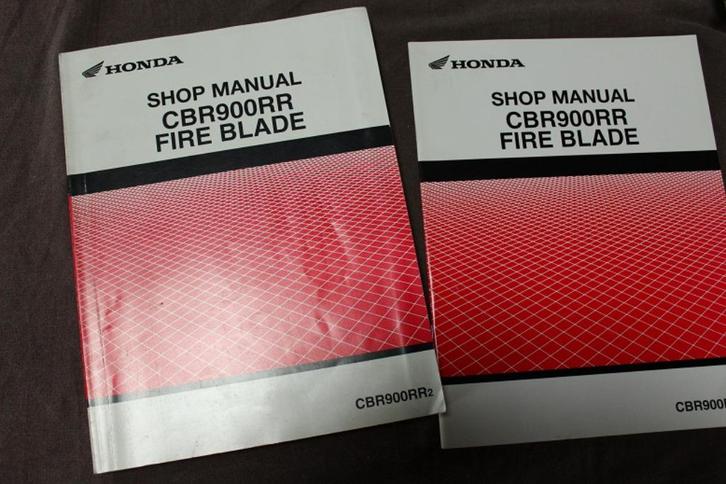 HONDA
SHOP MANUAL
CBR900RR
FIRE BLADE
CBR900RR2
HONDA
SHOP MANUAL
CBR900RR
FIRE BLADE